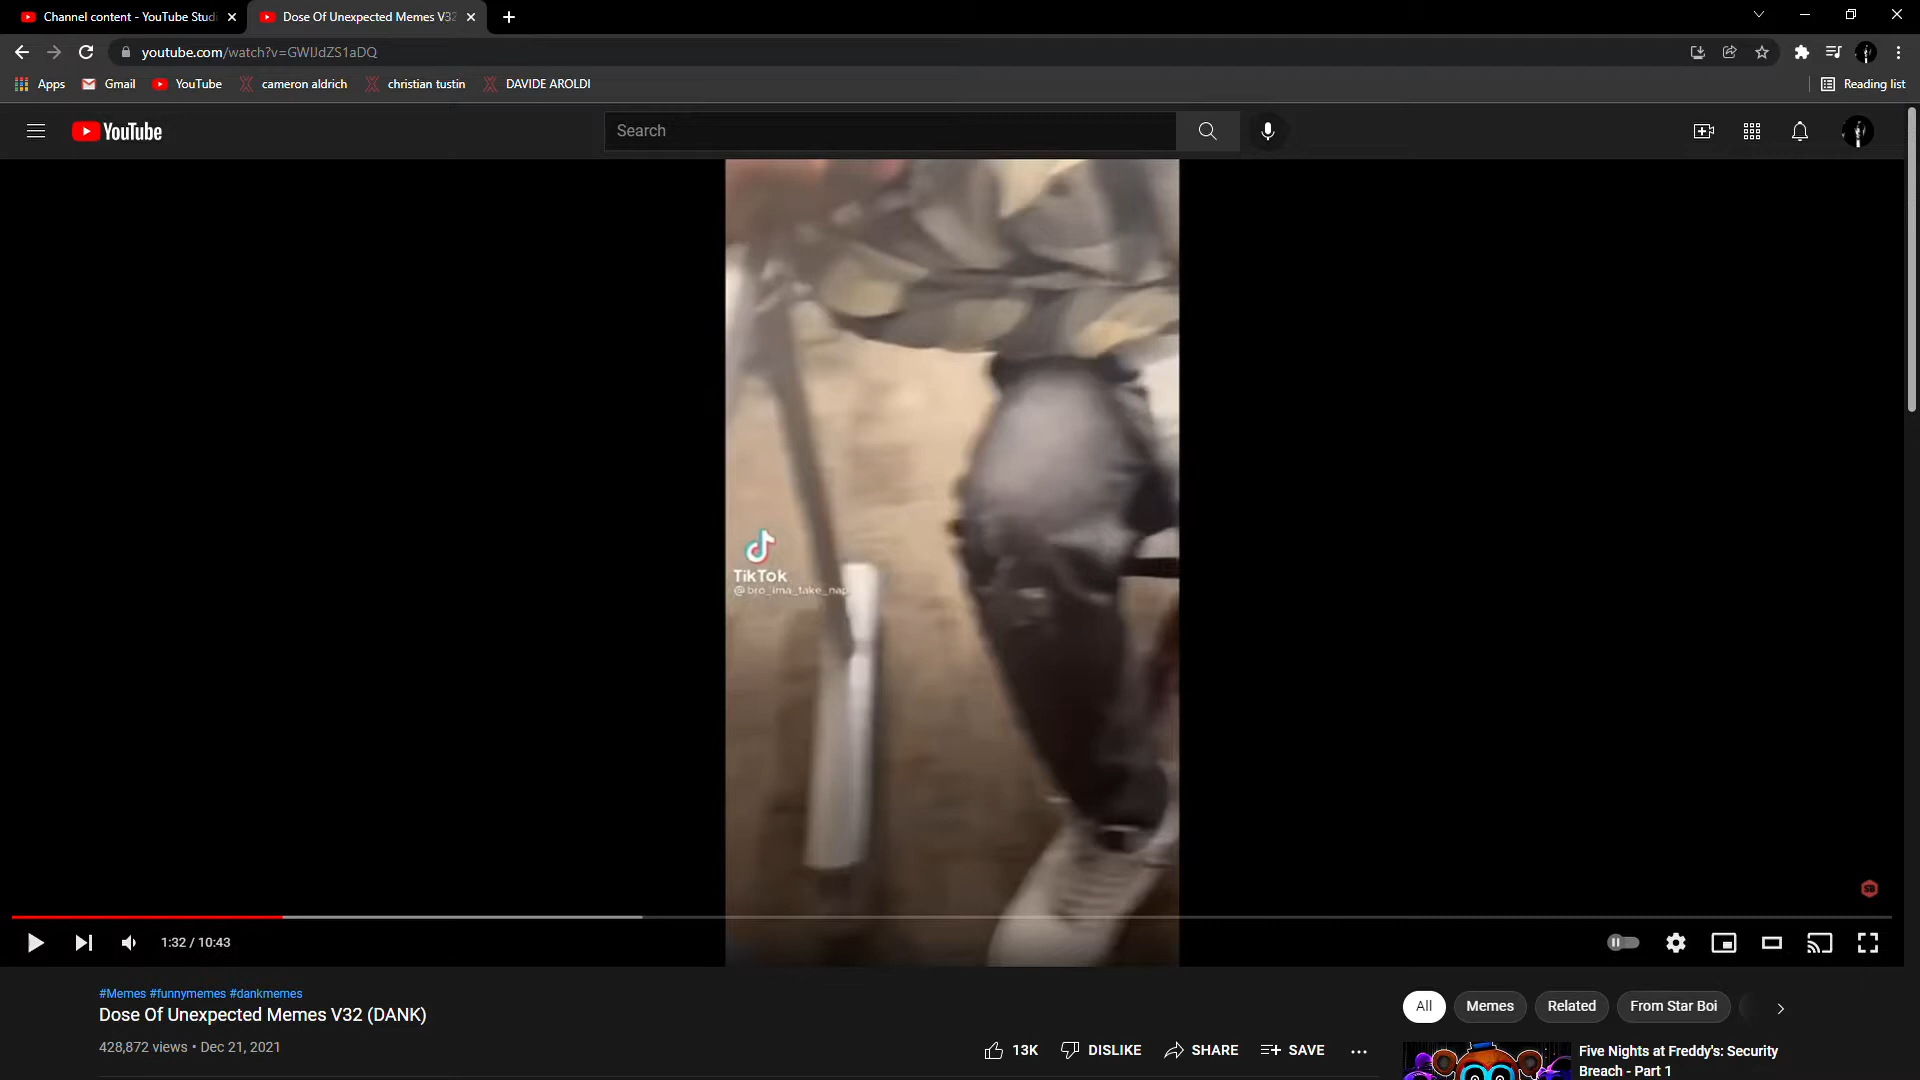 Channel content - YouTube Studi
Dose Of Unexpected Memes V32
youtube.com/watch?v=GWlJdZS1aDQ
Apps
Gmail
YouTube
cameron aldrich
christian tustin
DAVIDE AROLDI
Reading list
YouTube
Search
TikTok
@bro_ima_take_nap
1:32 / 10:43
#Memes #funnymemes #dankmemes
Dose Of Unexpected Memes V32 (DANK)
428,872 views • Dec 21, 2021
13K
DISLIKE
SHARE
SAVE
All
Memes
Related
From Star Boi
Five Nights at Freddy's: Security
Breach - Part 1